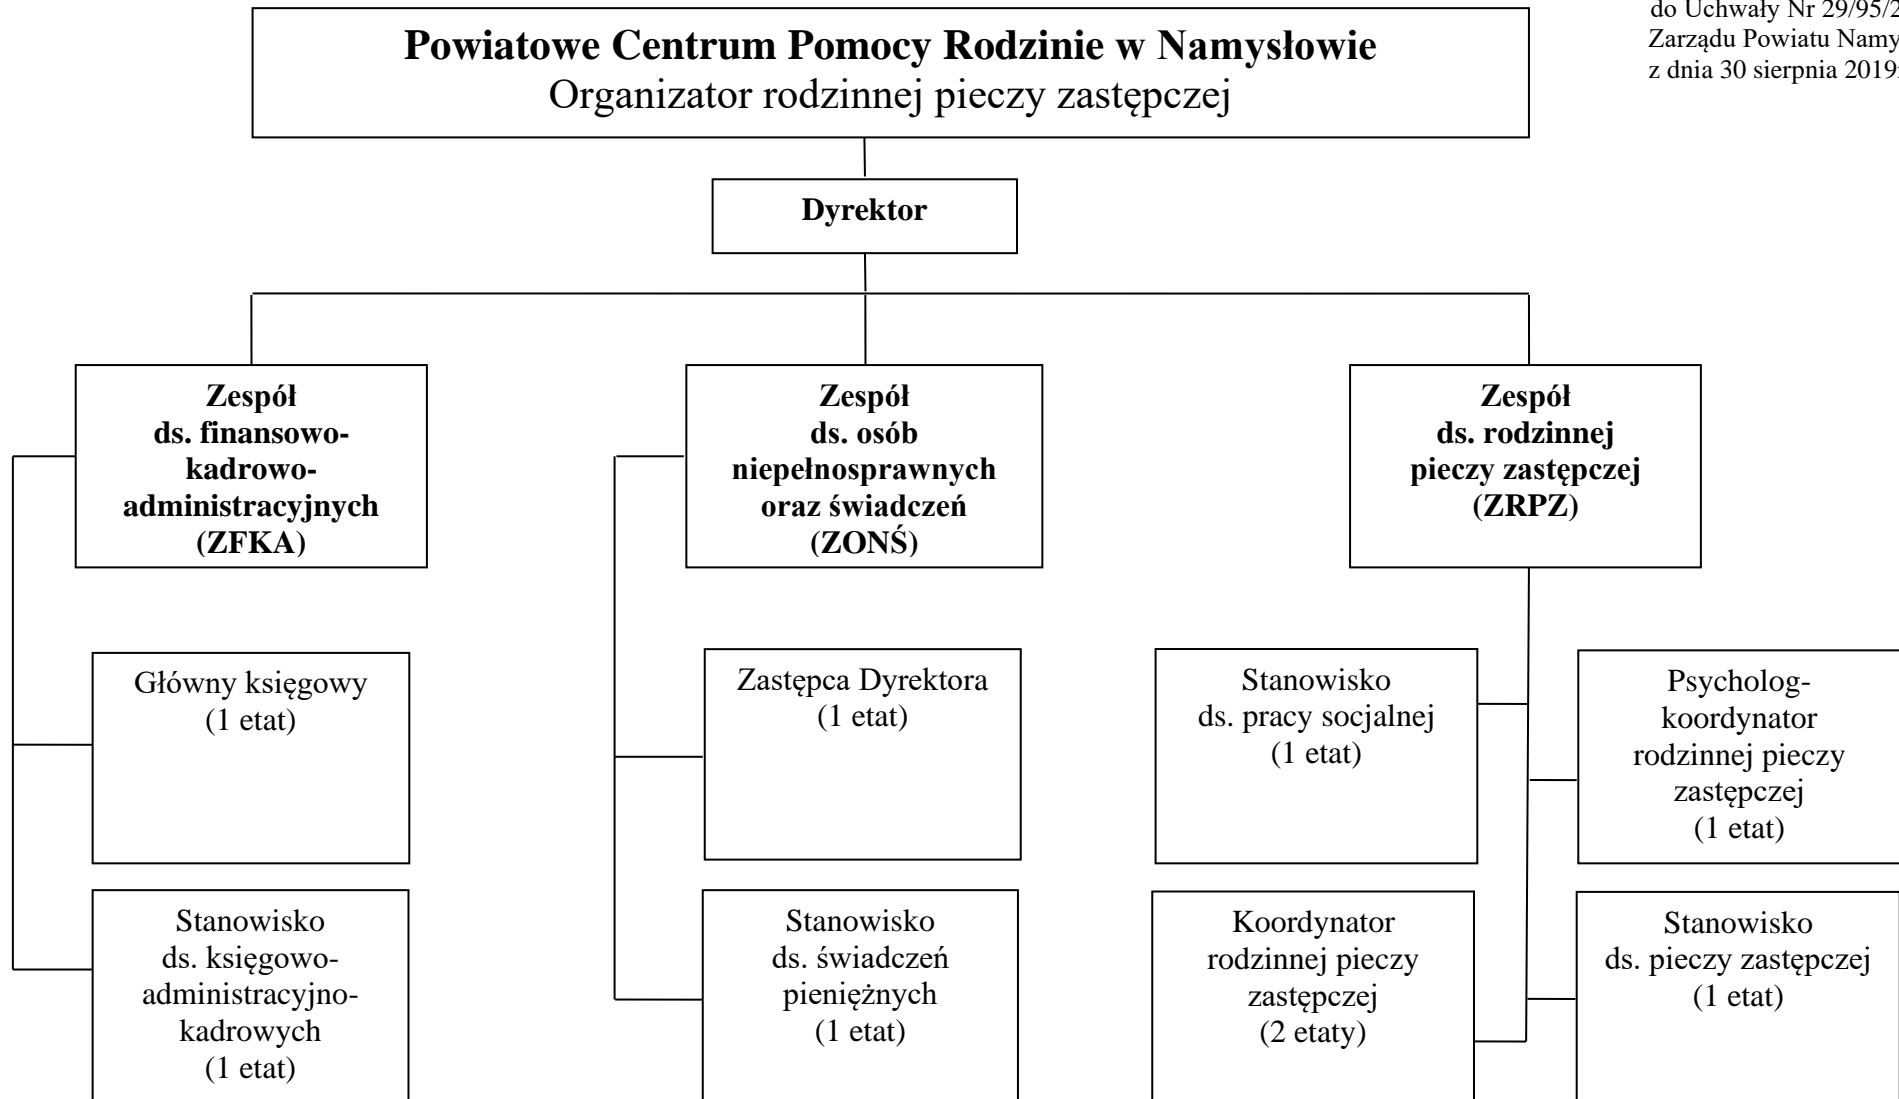 do Uchwały Nr 29/95/2
Zarządu Powiatu Namy
z dnia 30 sierpnia 2019r
Powiatowe Centrum Pomocy Rodzinie w Namysłowie
Organizator rodzinnej pieczy zastępczej
Dyrektor
Zespół
ds. finansowo-
kadrowo-
administracyjnych
(ZFKA)
Zespół
ds. osób
niepełnosprawnych
oraz świadczeń
(ZONŚ)
Zespół
ds. rodzinnej
pieczy zastępczej
(ZRPZ)
Główny księgowy
(1 etat)
Zastępca Dyrektora
(1 etat)
Stanowisko
ds. pracy socjalnej
(1 etat)
Psycholog-
koordynator
rodzinnej pieczy
zastępczej
(1 etat)
Stanowisko
ds. księgowo-
administracyjno-
kadrowych
(1 etat)
Stanowisko
ds. świadczeń
pieniężnych
(1 etat)
Koordynator
rodzinnej pieczy
zastępczej
(2 etaty)
Stanowisko
ds. pieczy zastępczej
(1 etat)